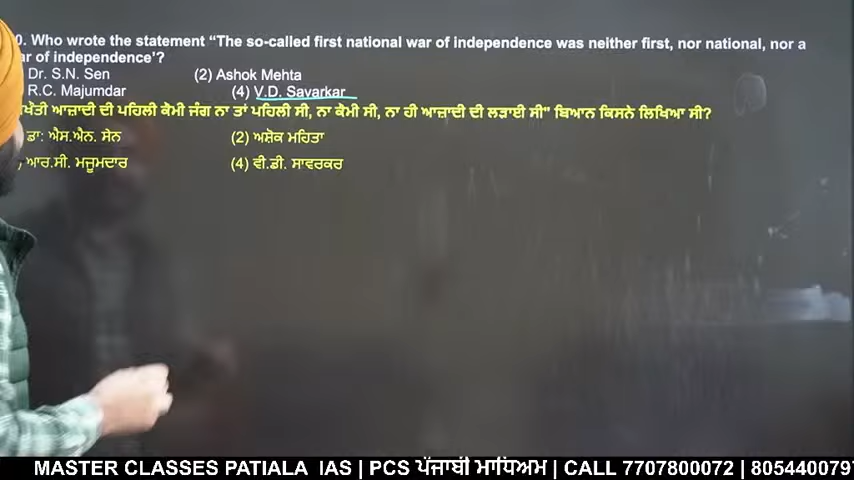 0. Who wrote the statement “The so-called first national war of independence was neither first, nor national, nor a
ar of independence’?
Dr. S.N. Sen (2) Ashok Mehta
R.C. Majumdar (4) V.D. Savarkar
ਆਜ਼ਾਦੀ ਦੀ ਪਹਿਲੀ ਕੌਮੀ ਜੰਗ ਨਾ ਤਾਂ ਪਹਿਲੀ ਸੀ, ਨਾ ਕੌਮੀ ਸੀ, ਨਾ ਹੀ ਆਜ਼ਾਦੀ ਦੀ ਲੜਾਈ ਸੀ" ਬਿਆਨ ਕਿਸਨੇ ਲਿਖਿਆ ਸੀ?
ਡਾ: ਐਸ.ਐਨ. ਸੇਨ (2) ਅਸ਼ੋਕ ਮਹਿਤਾ
) ਆਰ.ਸੀ. ਮਜੂਮਦਾਰ (4) ਵੀ.ਡੀ. ਸਾਵਰਕਰ
MASTER CLASSES PATIALA IAS | PCS ਪੰਜਾਬੀ ਮਾਧਿਅਮ | CALL 7707800072 | 805440079